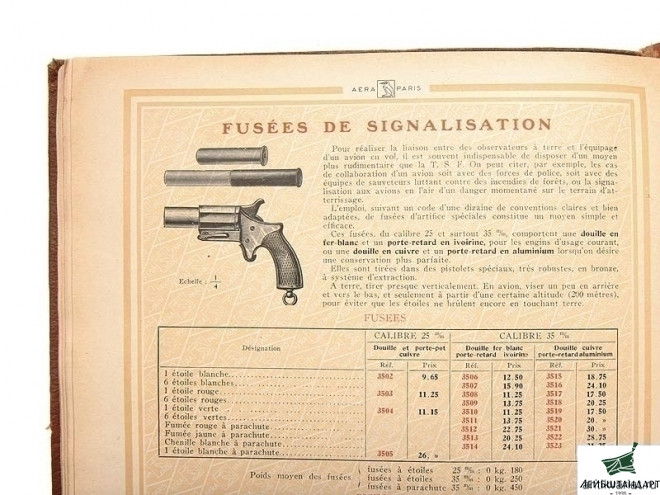 AÉRA PARIS
FUSÉES DE SIGNALISATION
Pour réaliser la liaison entre des observateurs à terre et l'équipage
d'un avion en vol, il est souvent indispensable de disposer d'un moyen
plus rudimentaire que la T. S. F. On peut citer, par exemple, les cas
de collaboration d'un avion soit avec des forces de police, soit avec des
équipes de sauveteurs luttant contre des incendies de forêts, ou la signa-
lisation aux avions en l'air d'un danger momentané sur le terrain d'at-
terrissage.
L'emploi, suivant un code d'une dizaine de conventions claires et bien
adaptées, de fusées d'artifice spéciales constitue un moyen simple et
efficace.
Ces fusées, du calibre 25 et surtout 35 ‰, comportent une douille en
fer-blanc et un porte-retard en ivoirine, pour les engins d'usage courant,
ou une douille en cuivre et un porte-retard en aluminium lorsqu'on désire
une conservation plus parfaite.
Elles sont tirées dans des pistolets spéciaux, très robustes, en bronze,
à système d'extraction.
A terre, tirer presque verticalement. En avion, viser un peu en arrière
et vers le bas, et seulement à partir d'une certaine altitude (200 mètres),
pour éviter que les étoiles ne brûlent encore en touchant terre.
Echelle : 1/4
FUSÉES
Désignation CALIBRE 25 ‰ CALIBRE 35 ‰
Douille et porte-pot cuivre Douille fer blanc porte-retard ivoirine Douille cuivre porte-retard aluminium
Réf. Prix Réf. Prix Réf. Prix
1 étoile blanche 3502 9.65 3506 12.50 3515 18.75
6 étoiles blanches 3507 15.90 3516 24.10
1 étoile rouge 3503 11.25 3508 11.25 3517 17.50
6 étoiles rouges 3509 13.75 3518 20.25
1 étoile verte 3504 11.15 3510 11.25 3519 17.50
6 étoiles vertes 3511 13.75 3520 20. »
Fumée rouge à parachute 3512 22.75 3521 30. »
Fumée jaune à parachute 3513 20.25 3522 28.75
Chenille blanche à parachute 3514 24.10 3523
1 étoile blanche à parachute 3505 26. »
Poids moyen des fusées
fusées à étoiles 25 ‰ : 0 kg. 180
fusées à étoiles 35 ‰ : 0 kg. 250
fusées à parachute 35 ‰ : 0 kg. 450
ЛЕЙБШТАНДАРТ
1998